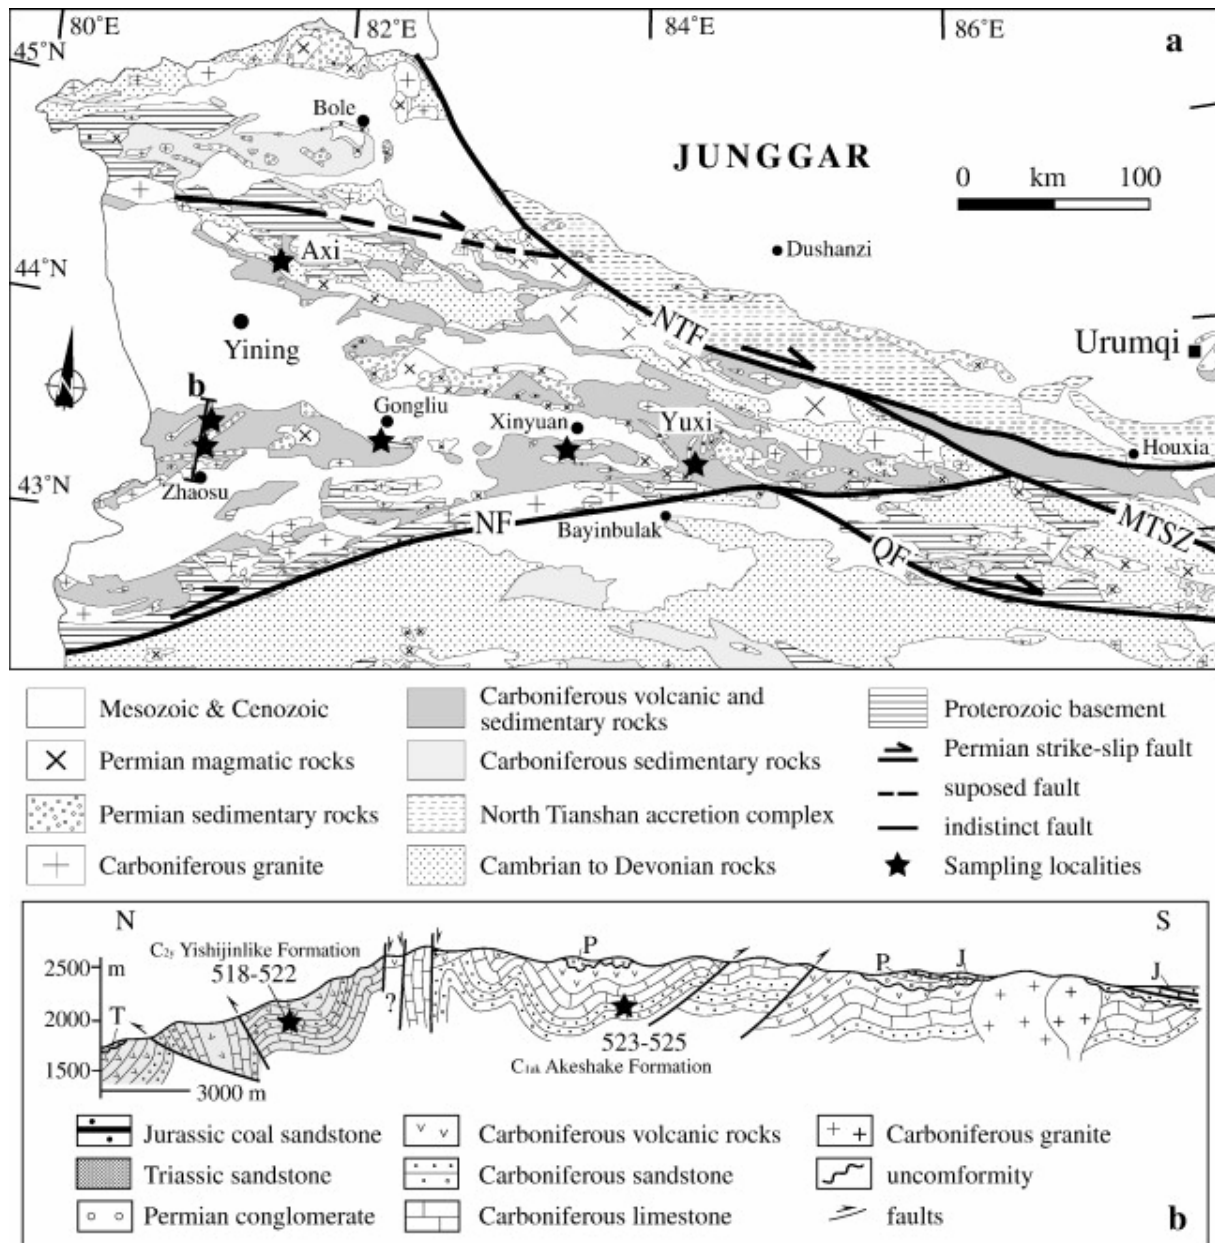 80°E
82°E
84°E
86°E
a
45°N
Bole
JUNGGAR
0 km 100
Axi
Dushanzi
44°N
NTF
Yining
Urumqi
b
Gongliu
Xinyuan
Yuxi
Houxia
43°N
Zhaosu
NF
Bayinbulak
QF
MTSZ
Mesozoic & Cenozoic
Permian magmatic rocks
Permian sedimentary rocks
Carboniferous granite
Carboniferous volcanic and
sedimentary rocks
Carboniferous sedimentary rocks
North Tianshan accretion complex
Cambrian to Devonian rocks
Proterozoic basement
Permian strike-slip fault
suposed fault
indistinct fault
Sampling localities
N
S
C2y Yishijinlike Formation
518-522
2500 m
2000
1500
T
?
P
P
J
J
523-525
C1ak Akeshake Formation
3000 m
Jurassic coal sandstone
Triassic sandstone
Permian conglomerate
Carboniferous volcanic rocks
Carboniferous sandstone
Carboniferous limestone
Carboniferous granite
uncomformity
faults
b